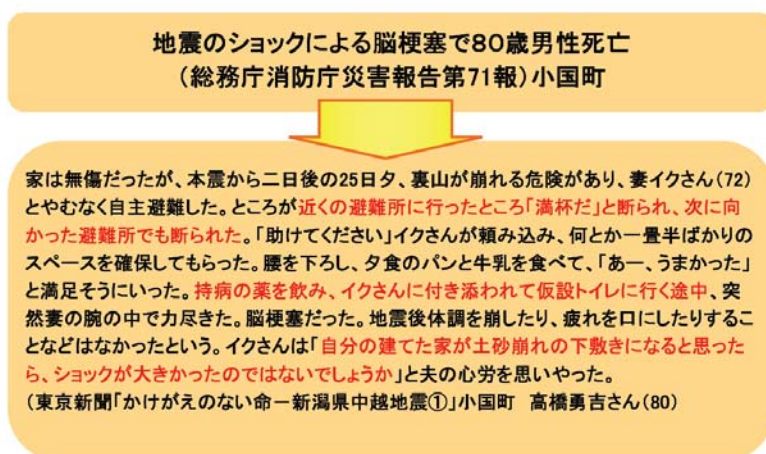 地震のショックによる脳梗塞で80歳男性死亡
（総務庁消防庁災害報告第71報）小国町
家は無傷だったが、本震から二日後の25日夕、裏山が崩れる危険があり、妻イクさん（72）
とやむなく自主避難した。ところが近くの避難所に行ったところ「満杯だ」と断られ、次に向
かった避難所でも断られた。「助けてください」イクさんが頼み込み、何とか一畳半ばかりの
スペースを確保してもらった。腰を下ろし、夕食のパンと牛乳を食べて、「あー、うまかった」
と満足そうにいった。持病の薬を飲み、イクさんに付き添われて仮設トイレに行く途中、突
然妻の腕の中で力尽きた。脳梗塞だった。地震後体調を崩したり、疲れを口にしたりするこ
となどはなかったという。イクさんは「自分の建てた家が土砂崩れの下敷きになると思った
ら、ショックが大きかったのではないでしょうか」と夫の心労を思いやった。
（東京新聞「かけがえのない命－新潟県中越地震①」小国町　高橋勇吉さん（80）